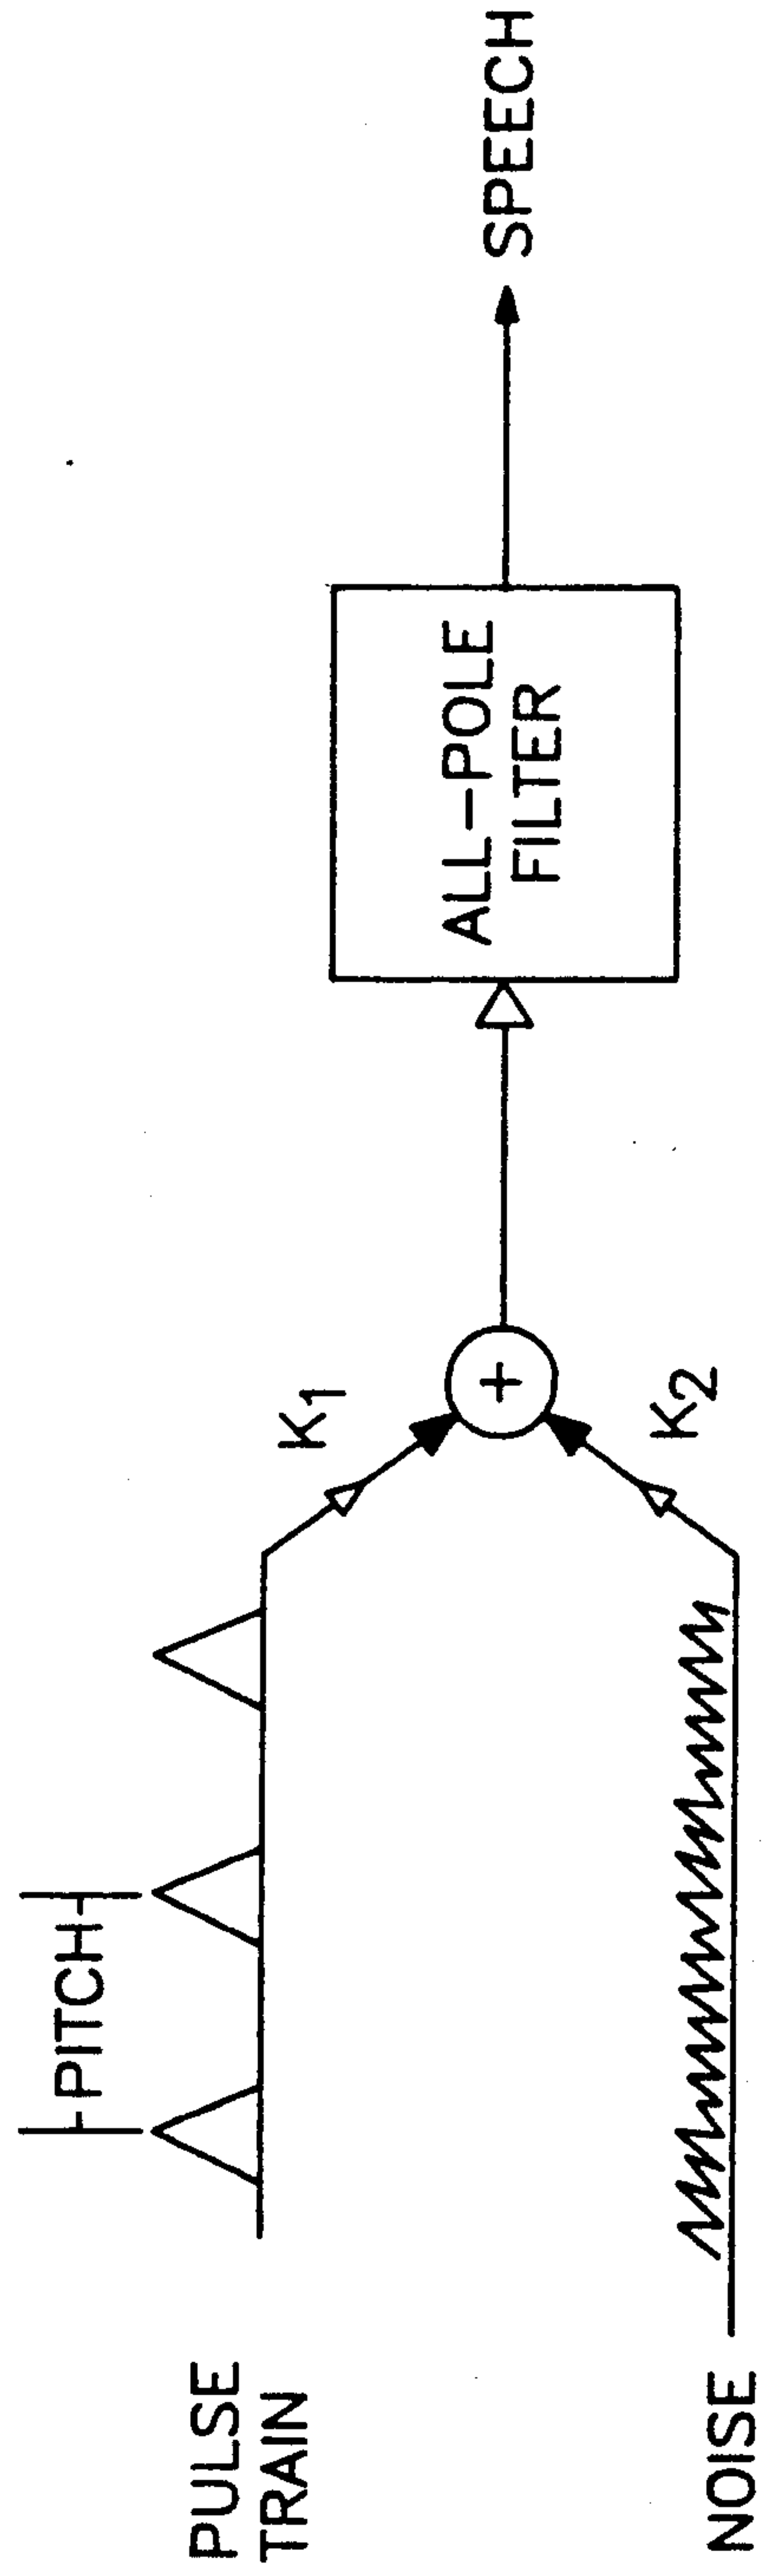 PITCH
PULSE
TRAIN
K1
K2
NOISE
ALL-POLE
FILTER
SPEECH